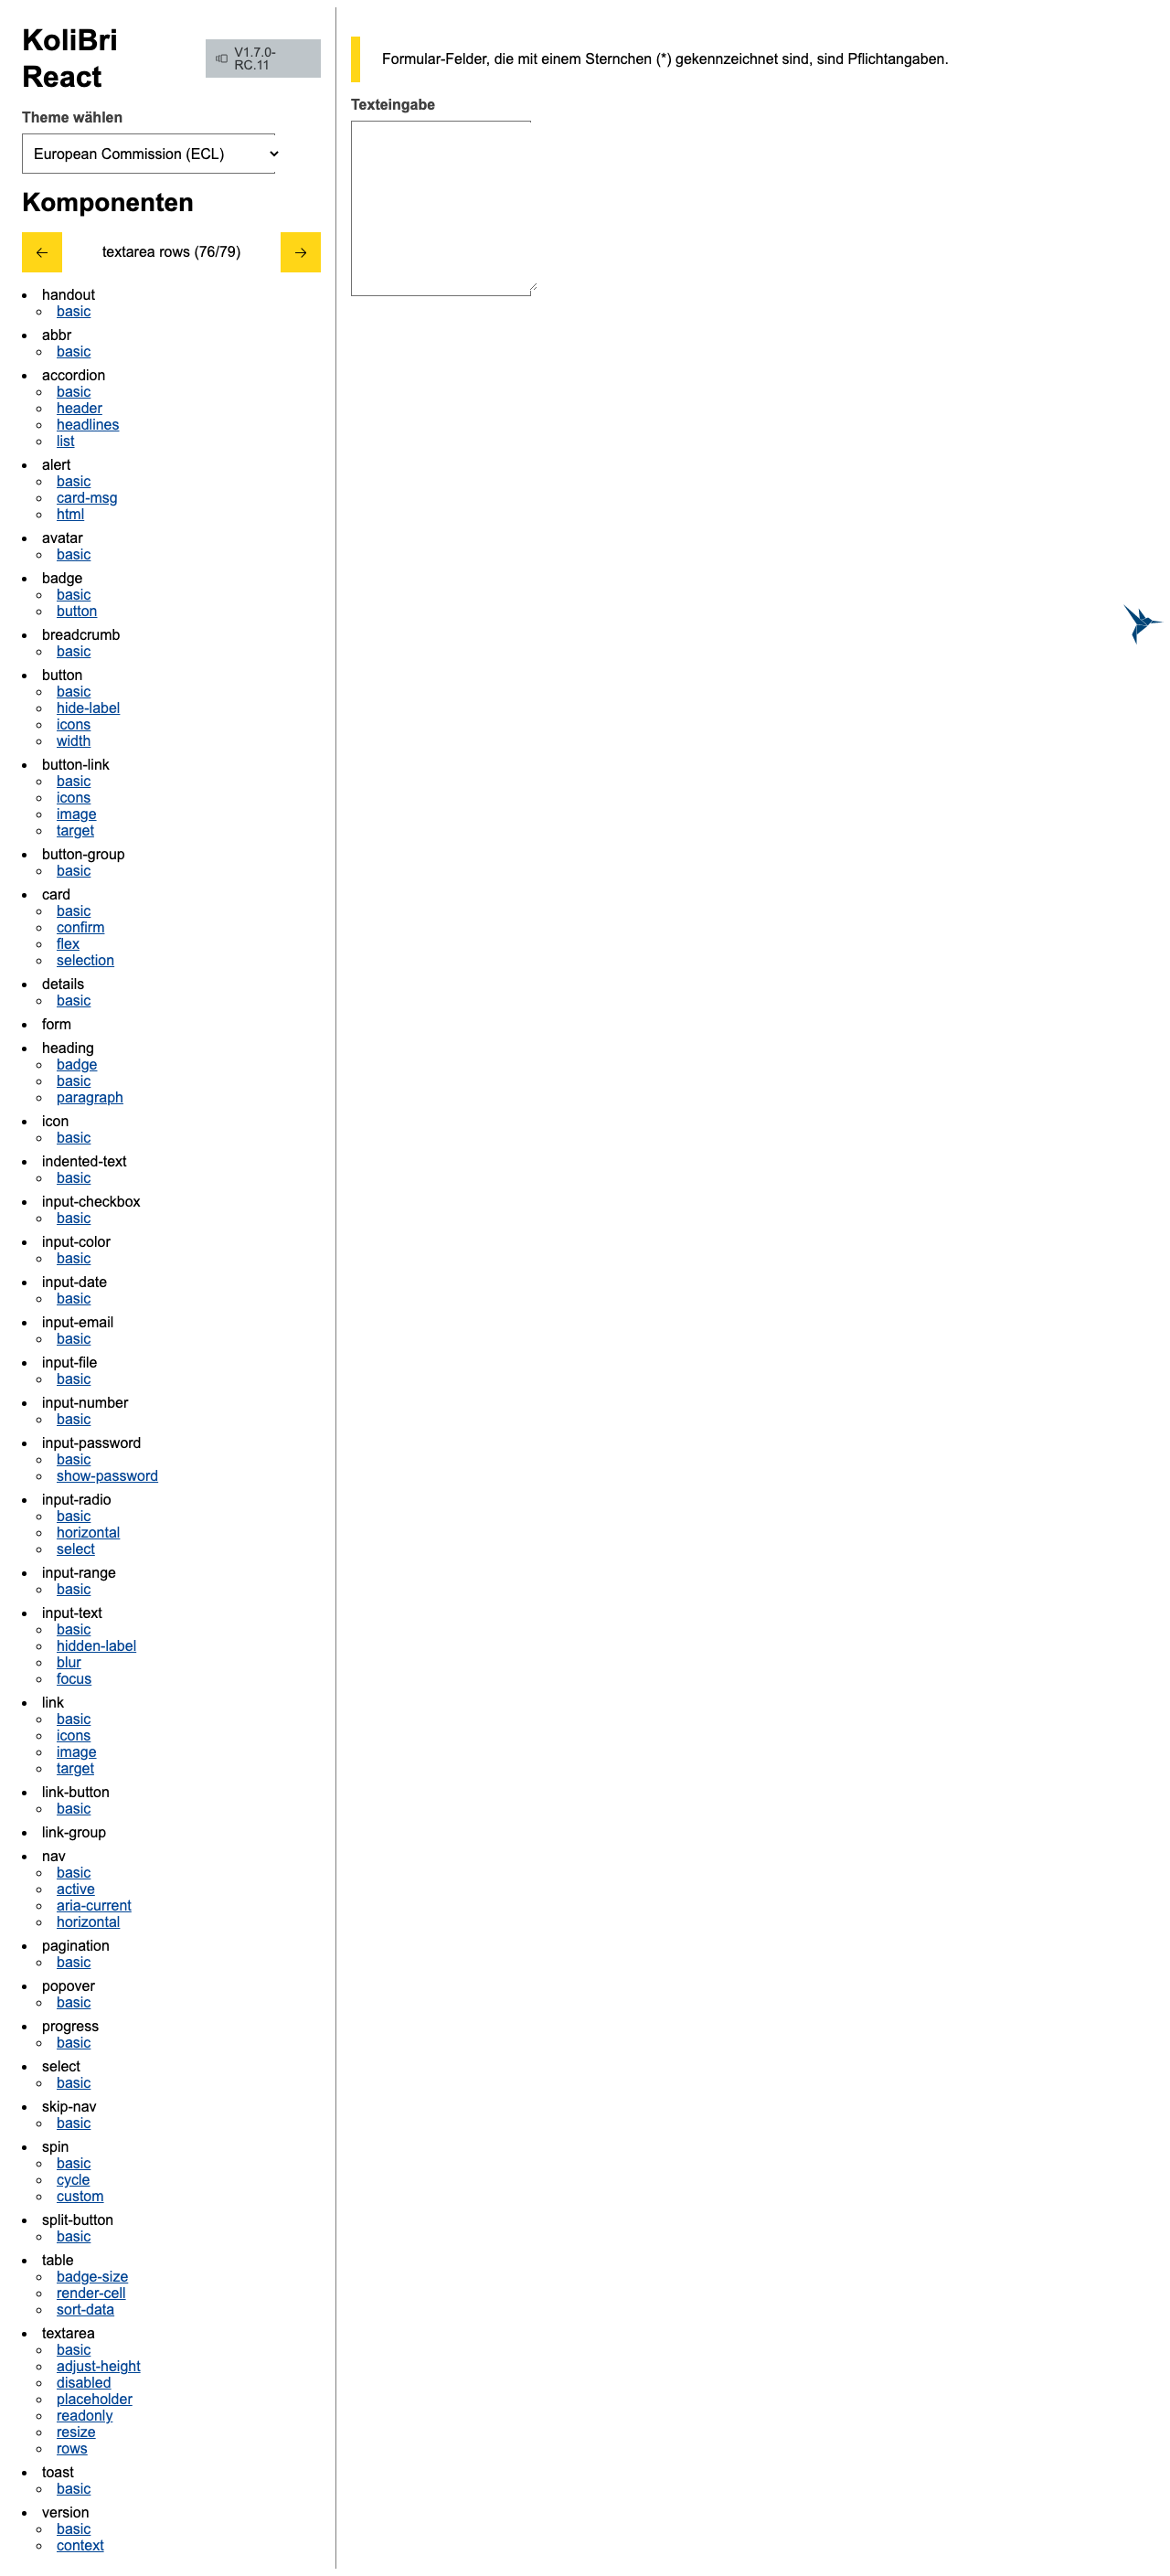 KoliBri
React
V1.7.0-
RC.11
Theme wählen
European Commission (ECL)
Komponenten
textarea rows (76/79)
handout
basic
abbr
basic
accordion
basic
header
headlines
list
alert
basic
card-msg
html
avatar
basic
badge
basic
button
breadcrumb
basic
button
basic
hide-label
icons
width
button-link
basic
icons
image
target
button-group
basic
card
basic
confirm
flex
selection
details
basic
form
heading
badge
basic
paragraph
icon
basic
indented-text
basic
input-checkbox
basic
input-color
basic
input-date
basic
input-email
basic
input-file
basic
input-number
basic
input-password
basic
show-password
input-radio
basic
horizontal
select
input-range
basic
input-text
basic
hidden-label
blur
focus
link
basic
icons
image
target
link-button
basic
link-group
nav
basic
active
aria-current
horizontal
pagination
basic
popover
basic
progress
basic
select
basic
skip-nav
basic
spin
basic
cycle
custom
split-button
basic
table
badge-size
render-cell
sort-data
textarea
basic
adjust-height
disabled
placeholder
readonly
resize
rows
toast
basic
version
basic
context
Formular-Felder, die mit einem Sternchen (*) gekennzeichnet sind, sind Pflichtangaben.
Texteingabe